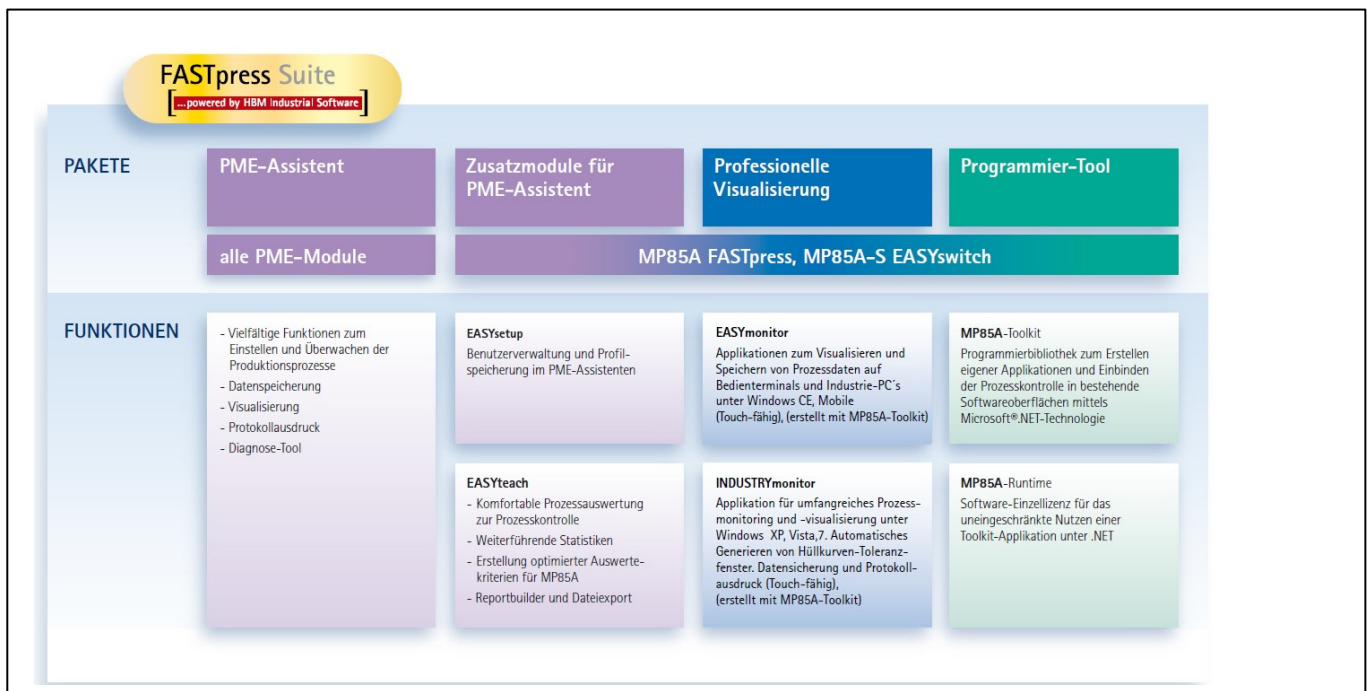 FASTpress Suite
[...powered by HBM Industrial Software]
PAKETE
PME-Assistent
Zusatzmodule für
PME-Assistent
Professionelle
Visualisierung
Programmier-Tool
alle PME-Module
MP85A FASTpress, MP85A-S EASYswitch
FUNKTIONEN
- Vielfältige Funktionen zum
Einstellen und Überwachen der
Produktionsprozesse
- Datenspeicherung
- Visualisierung
- Protokollausdruck
- Diagnose-Tool
EASYsetup
Benutzerverwaltung und Profil-
speicherung im PME-Assistenten
EASYmonitor
Applikationen zum Visualisieren und
Speichern von Prozessdaten auf
Bedienterminals und Industrie-PC´s
unter Windows CE, Mobile
(Touch-fähig), (erstellt mit MP85A-Toolkit)
MP85A-Toolkit
Programmierbibliothek zum Erstellen
eigener Applikationen und Einbinden
der Prozesskontrolle in bestehende
Softwareoberflächen mittels
Microsoft®.NET-Technologie
EASYteach
- Komfortable Prozessauswertung
zur Prozesskontrolle
- Weiterführende Statistiken
- Erstellung optimierter Auswerte-
kriterien für MP85A
- Reportbuilder und Dateiexport
INDUSTRYmonitor
Applikation für umfangreiches Prozess-
monitoring und -visualisierung unter
Windows XP, Vista,7. Automatisches
Generieren von Hüllkurven-Toleranz-
fenster. Datensicherung und Protokoll-
ausdruck (Touch-fähig),
(erstellt mit MP85A-Toolkit)
MP85A-Runtime
Software-Einzellizenz für das
uneingeschränkte Nutzen einer
Toolkit-Applikation unter .NET